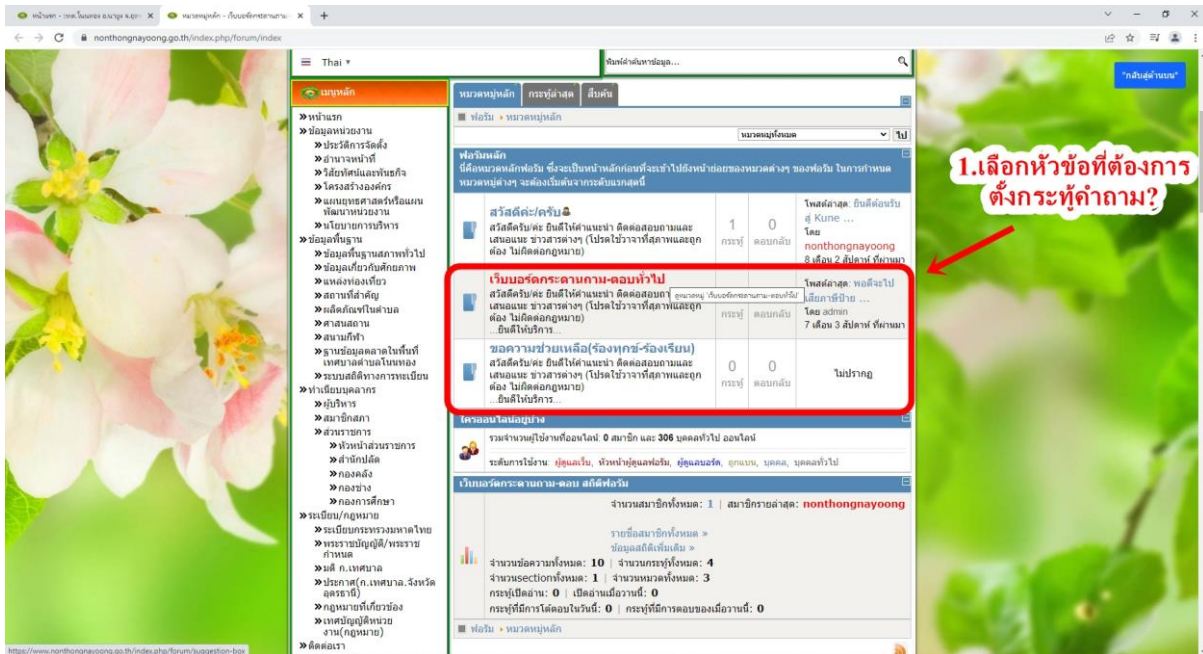 หน้าแรก - (ทต.โนนทอง อ.นายูง จ.อุดร
หมวดหมู่หลัก - เว็บบอร์ดกระดานถาม
nonthongnayoong.go.th/index.php/forum/index
Thai
พิมพ์คำค้นหาข้อมูล...
"กลับสู่ด้านบน"
เมนูหลัก
หน้าแรก
ข้อมูลหน่วยงาน
ประวัติการจัดตั้ง
อำนาจหน้าที่
วิสัยทัศน์และพันธกิจ
โครงสร้างองค์กร
แผนยุทธศาสตร์หรือแผน
พัฒนาหน่วยงาน
นโยบายการบริหาร
ข้อมูลพื้นฐาน
ข้อมูลพื้นฐานสภาพทั่วไป
ข้อมูลเกี่ยวกับศักยภาพ
แหล่งท่องเที่ยว
สถานที่สำคัญ
ผลิตภัณฑ์ในตำบล
ศาสนสถาน
สนามกีฬา
ฐานข้อมูลตลาดในพื้นที่
เทศบาลตำบลโนนทอง
ระบบสถิติทางการทะเบียน
ทำเนียบบุคลากร
ผู้บริหาร
สมาชิกสภา
ส่วนราชการ
หัวหน้าส่วนราชการ
สำนักปลัด
กองคลัง
กองช่าง
กองการศึกษา
ระเบียบ/กฎหมาย
ระเบียบกระทรวงมหาดไทย
พระราชบัญญัติ/พระราช
กำหนด
มติ ก.เทศบาล
ประกาศ(ก.เทศบาล.จังหวัด
อุดรธานี)
กฎหมายที่เกี่ยวข้อง
เทศบัญญัติหน่วย
งาน(กฎหมาย)
ติดต่อเรา
หมวดหมู่หลัก กระทู้ล่าสุด สืบค้น
ฟอรัม หมวดหมู่หลัก
หมวดหมู่ทั้งหมด ไป
ฟอรัมหลัก
นี่คือหมวดหลักฟอรัม ซึ่งจะเป็นหน้าหลักก่อนที่จะเข้าไปยังหน้าย่อยของหมวดต่างๆ ของฟอรัม ในการกำหนด
หมวดหมู่ต่างๆ จะต้องเริ่มต้นจากระดับแรกสุดนี้
สวัสดีค่ะ/ครับ
สวัสดีครับ/ค่ะ ยินดีให้คำแนะนำ ติดต่อสอบถามและ
เสนอแนะ ข่าวสารต่างๆ (โปรดใช้วาจาที่สุภาพและถูก
ต้อง ไม่ผิดต่อกฎหมาย)
1 กระทู้
0 ตอบกลับ
โพสต์ล่าสุด: ยินดีต้อนรับ
สู่ Kune ...
โดย
nonthongnayoong
8 เดือน 2 สัปดาห์ ที่ผ่านมา
เว็บบอร์ดกระดานถาม-ตอบทั่วไป
สวัสดีครับ/ค่ะ ยินดีให้คำแนะนำ ติดต่อสอบถา
เสนอแนะ ข่าวสารต่างๆ (โปรดใช้วาจาที่สุภาพและถูก
ต้อง ไม่ผิดต่อกฎหมาย)
...ยินดีให้บริการ...
ดูหมวดหมู่ 'เว็บบอร์ดกระดานถาม-ตอบทั่วไป'
กระทู้
ตอบกลับ
โพสต์ล่าสุด: พอดีจะไป
เสียภาษีป้าย ...
โดย admin
7 เดือน 3 สัปดาห์ ที่ผ่านมา
ขอความช่วยเหลือ(ร้องทุกข์-ร้องเรียน)
สวัสดีครับ/ค่ะ ยินดีให้คำแนะนำ ติดต่อสอบถามและ
เสนอแนะ ข่าวสารต่างๆ (โปรดใช้วาจาที่สุภาพและถูก
ต้อง ไม่ผิดต่อกฎหมาย)
...ยินดีให้บริการ...
0 กระทู้
0 ตอบกลับ
ไม่ปรากฏ
ใครออนไลน์อยู่บ้าง
รวมจำนวนผู้ใช้งานที่ออนไลน์: 0 สมาชิก และ 306 บุคคลทั่วไป ออนไลน์
ระดับการใช้งาน: ผู้ดูแลเว็บ, หัวหน้าผู้ดูแลฟอรัม, ผู้ดูแลบอร์ด, ถูกแบน, บุคคล, บุคคลทั่วไป
เว็บบอร์ดกระดานถาม-ตอบ สถิติฟอรัม
จำนวนสมาชิกทั้งหมด: 1 | สมาชิกรายล่าสุด: nonthongnayoong
รายชื่อสมาชิกทั้งหมด »
ข้อมูลสถิติเพิ่มเติม »
จำนวนข้อความทั้งหมด: 10 | จำนวนกระทู้ทั้งหมด: 4
จำนวนsectionทั้งหมด: 1 | จำนวนหมวดทั้งหมด: 3
กระทู้เปิดอ่าน: 0 | เปิดอ่านเมื่อวานนี้: 0
กระทู้ที่มีการโต้ตอบในวันนี้: 0 | กระทู้ที่มีการตอบของเมื่อวานนี้: 0
ฟอรัม หมวดหมู่หลัก
1.เลือกหัวข้อที่ต้องการ
ตั้งกระทู้คำถาม?
https://www.nonthongnayoong.go.th/index.php/forum/suggestion-box